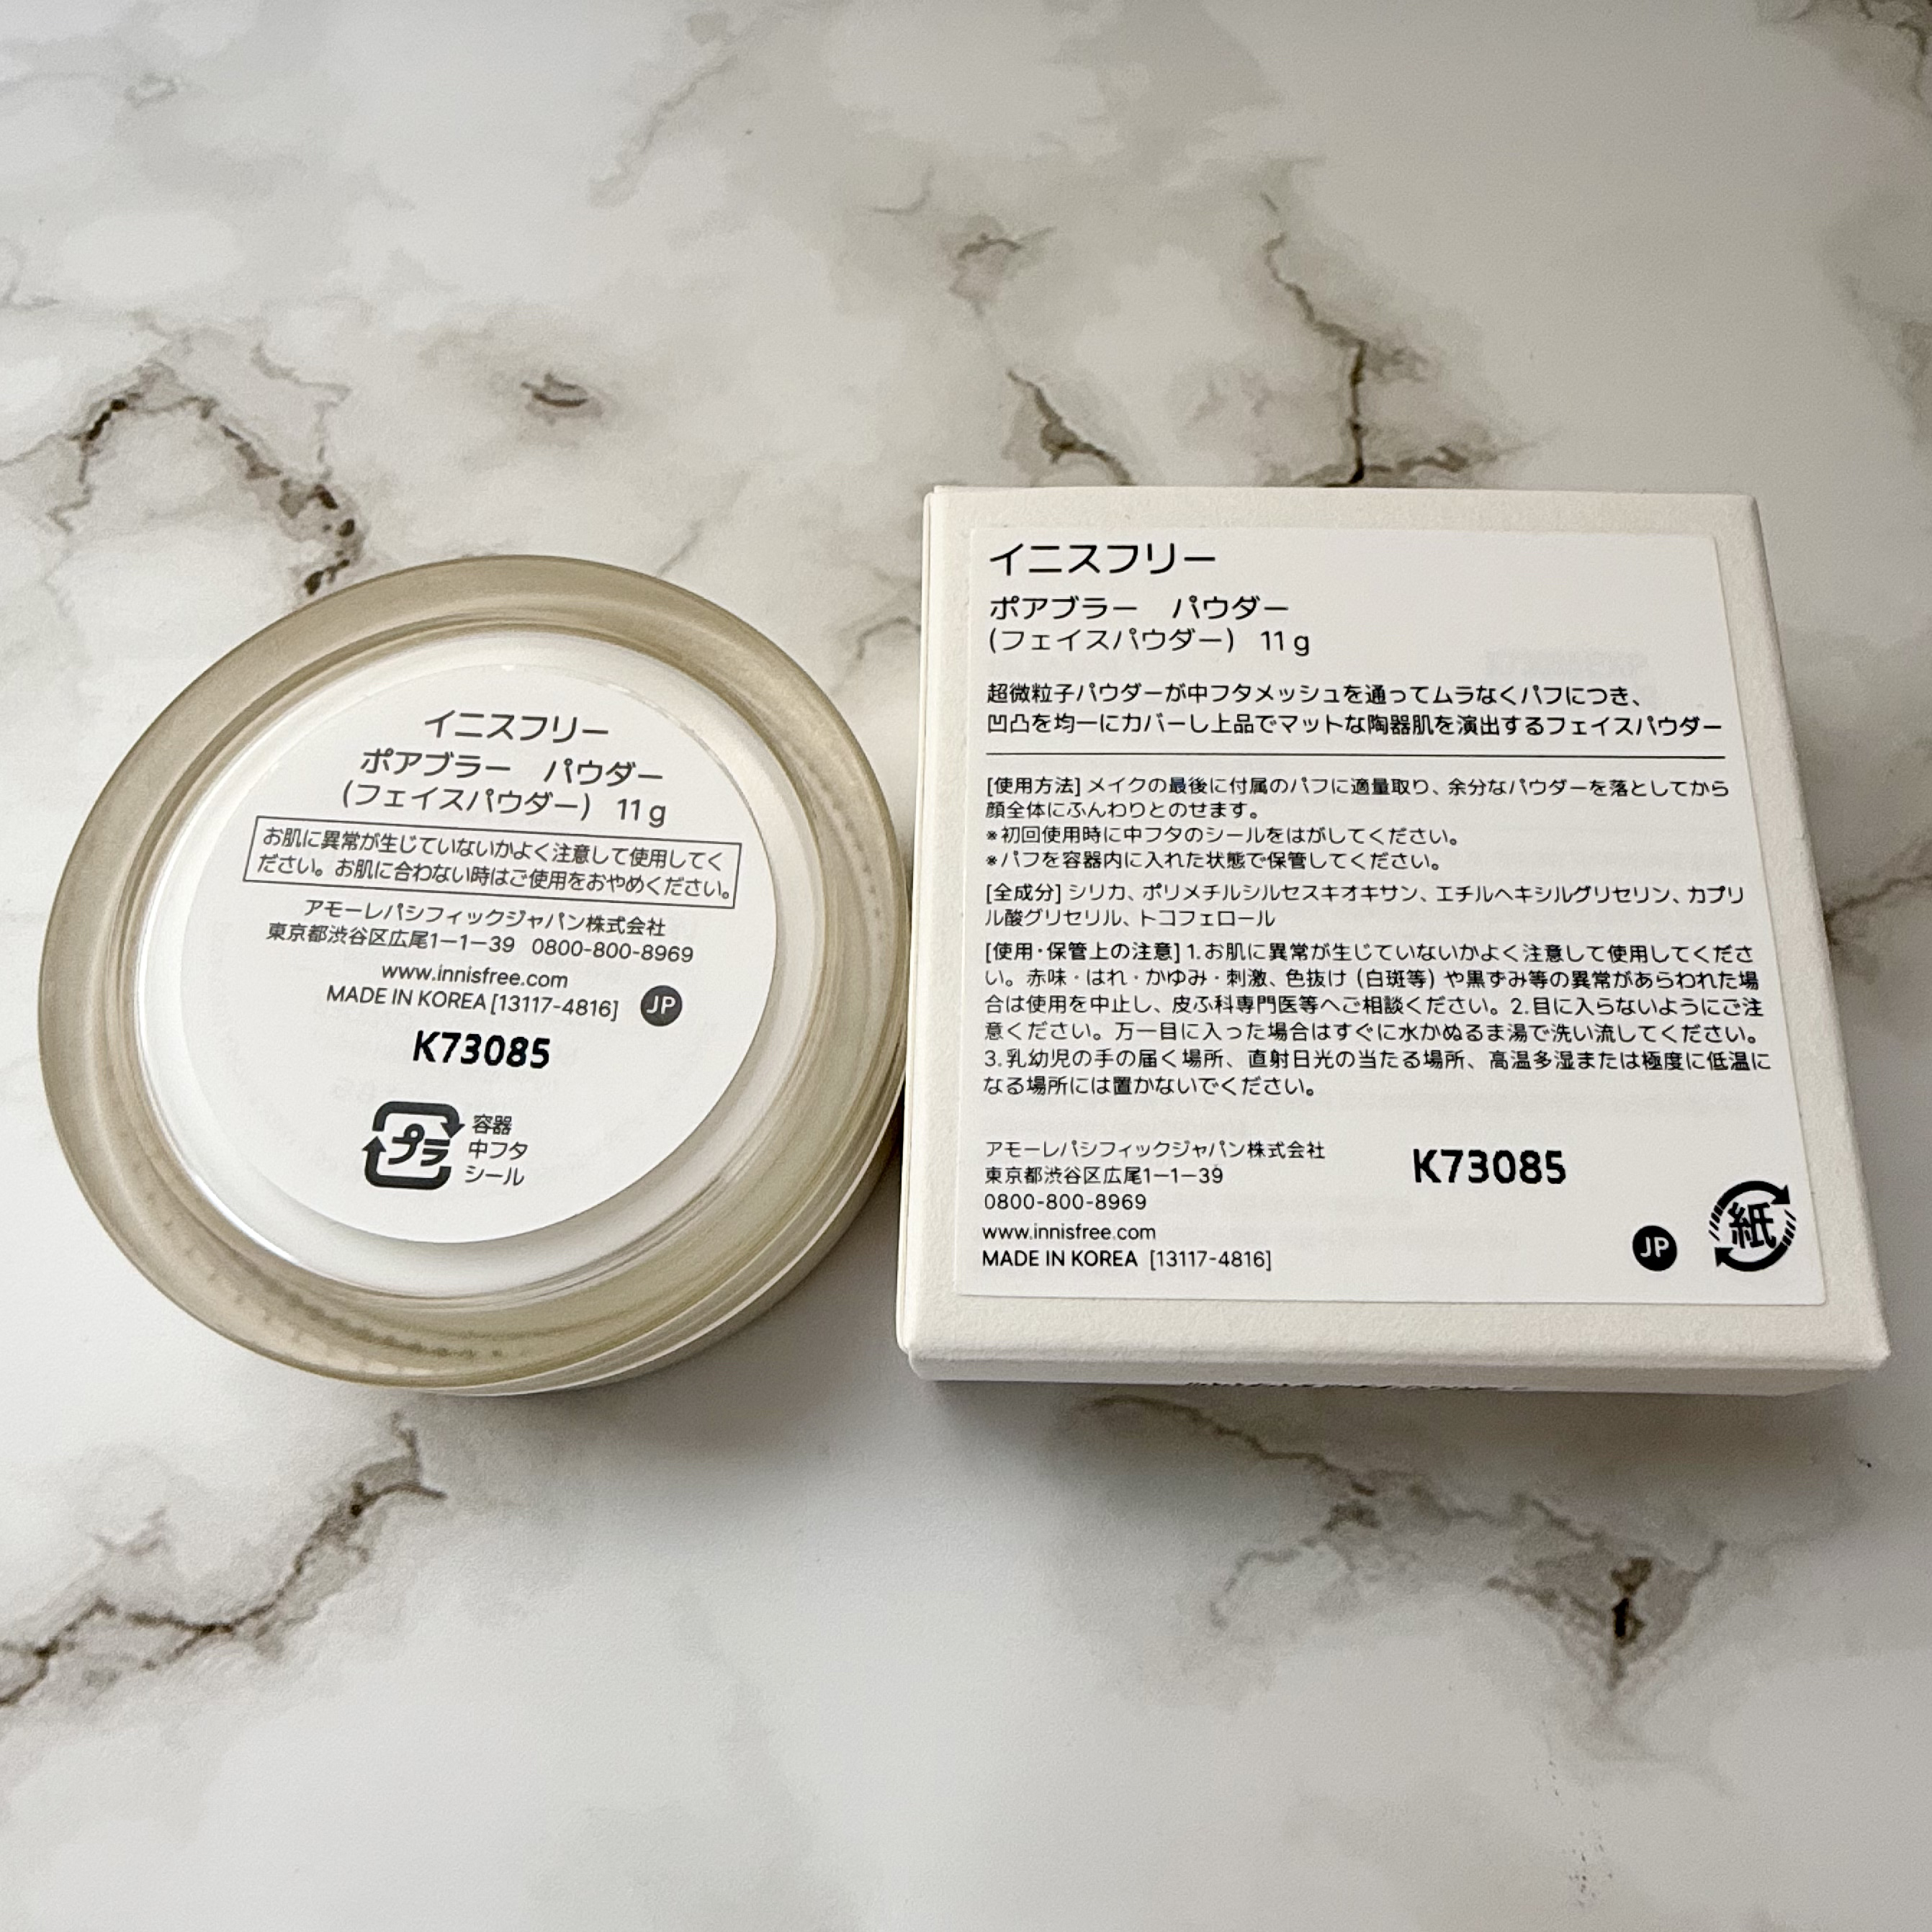 イニスフリー
ポアブラー　パウダー
(フェイスパウダー) 11 g
お肌に異常が生じていないかよく注意して使用してく
ださい。お肌に合わない時はご使用をおやめください。
アモーレパシフィックジャパン株式会社
東京都渋谷区広尾1ー1ー39 0800-800-8969
www.innisfree.com
MADE IN KOREA [13117-4816] JP
K73085
プラ
容器
中フタ
シール
イニスフリー
ポアブラー　パウダー
(フェイスパウダー) 11 g
超微粒子パウダーが中フタメッシュを通ってムラなくパフにつき、
凹凸を均一にカバーし上品でマットな陶器肌を演出するフェイスパウダー
[使用方法] メイクの最後に付属のパフに適量取り、余分なパウダーを落としてから
顔全体にふんわりとのせます。
※初回使用時に中フタのシールをはがしてください。
※パフを容器内に入れた状態で保管してください。
[全成分] シリカ、ポリメチルシルセスキオキサン、エチルヘキシルグリセリン、カプリ
ル酸グリセリル、トコフェロール
[使用・保管上の注意] 1.お肌に異常が生じていないかよく注意して使用してくださ
い。赤味・はれ・かゆみ・刺激、色抜け (白斑等) や黒ずみ等の異常があらわれた場
合は使用を中止し、皮ふ科専門医等へご相談ください。2.目に入らないようにご注
意ください。万一目に入った場合はすぐに水かぬるま湯で洗い流してください。
3.乳幼児の手の届く場所、直射日光の当たる場所、高温多湿または極度に低温に
なる場所には置かないでください。
アモーレパシフィックジャパン株式会社
東京都渋谷区広尾1ー1ー39
0800-800-8969
www.innisfree.com
MADE IN KOREA [13117-4816]
K73085
JP
紙